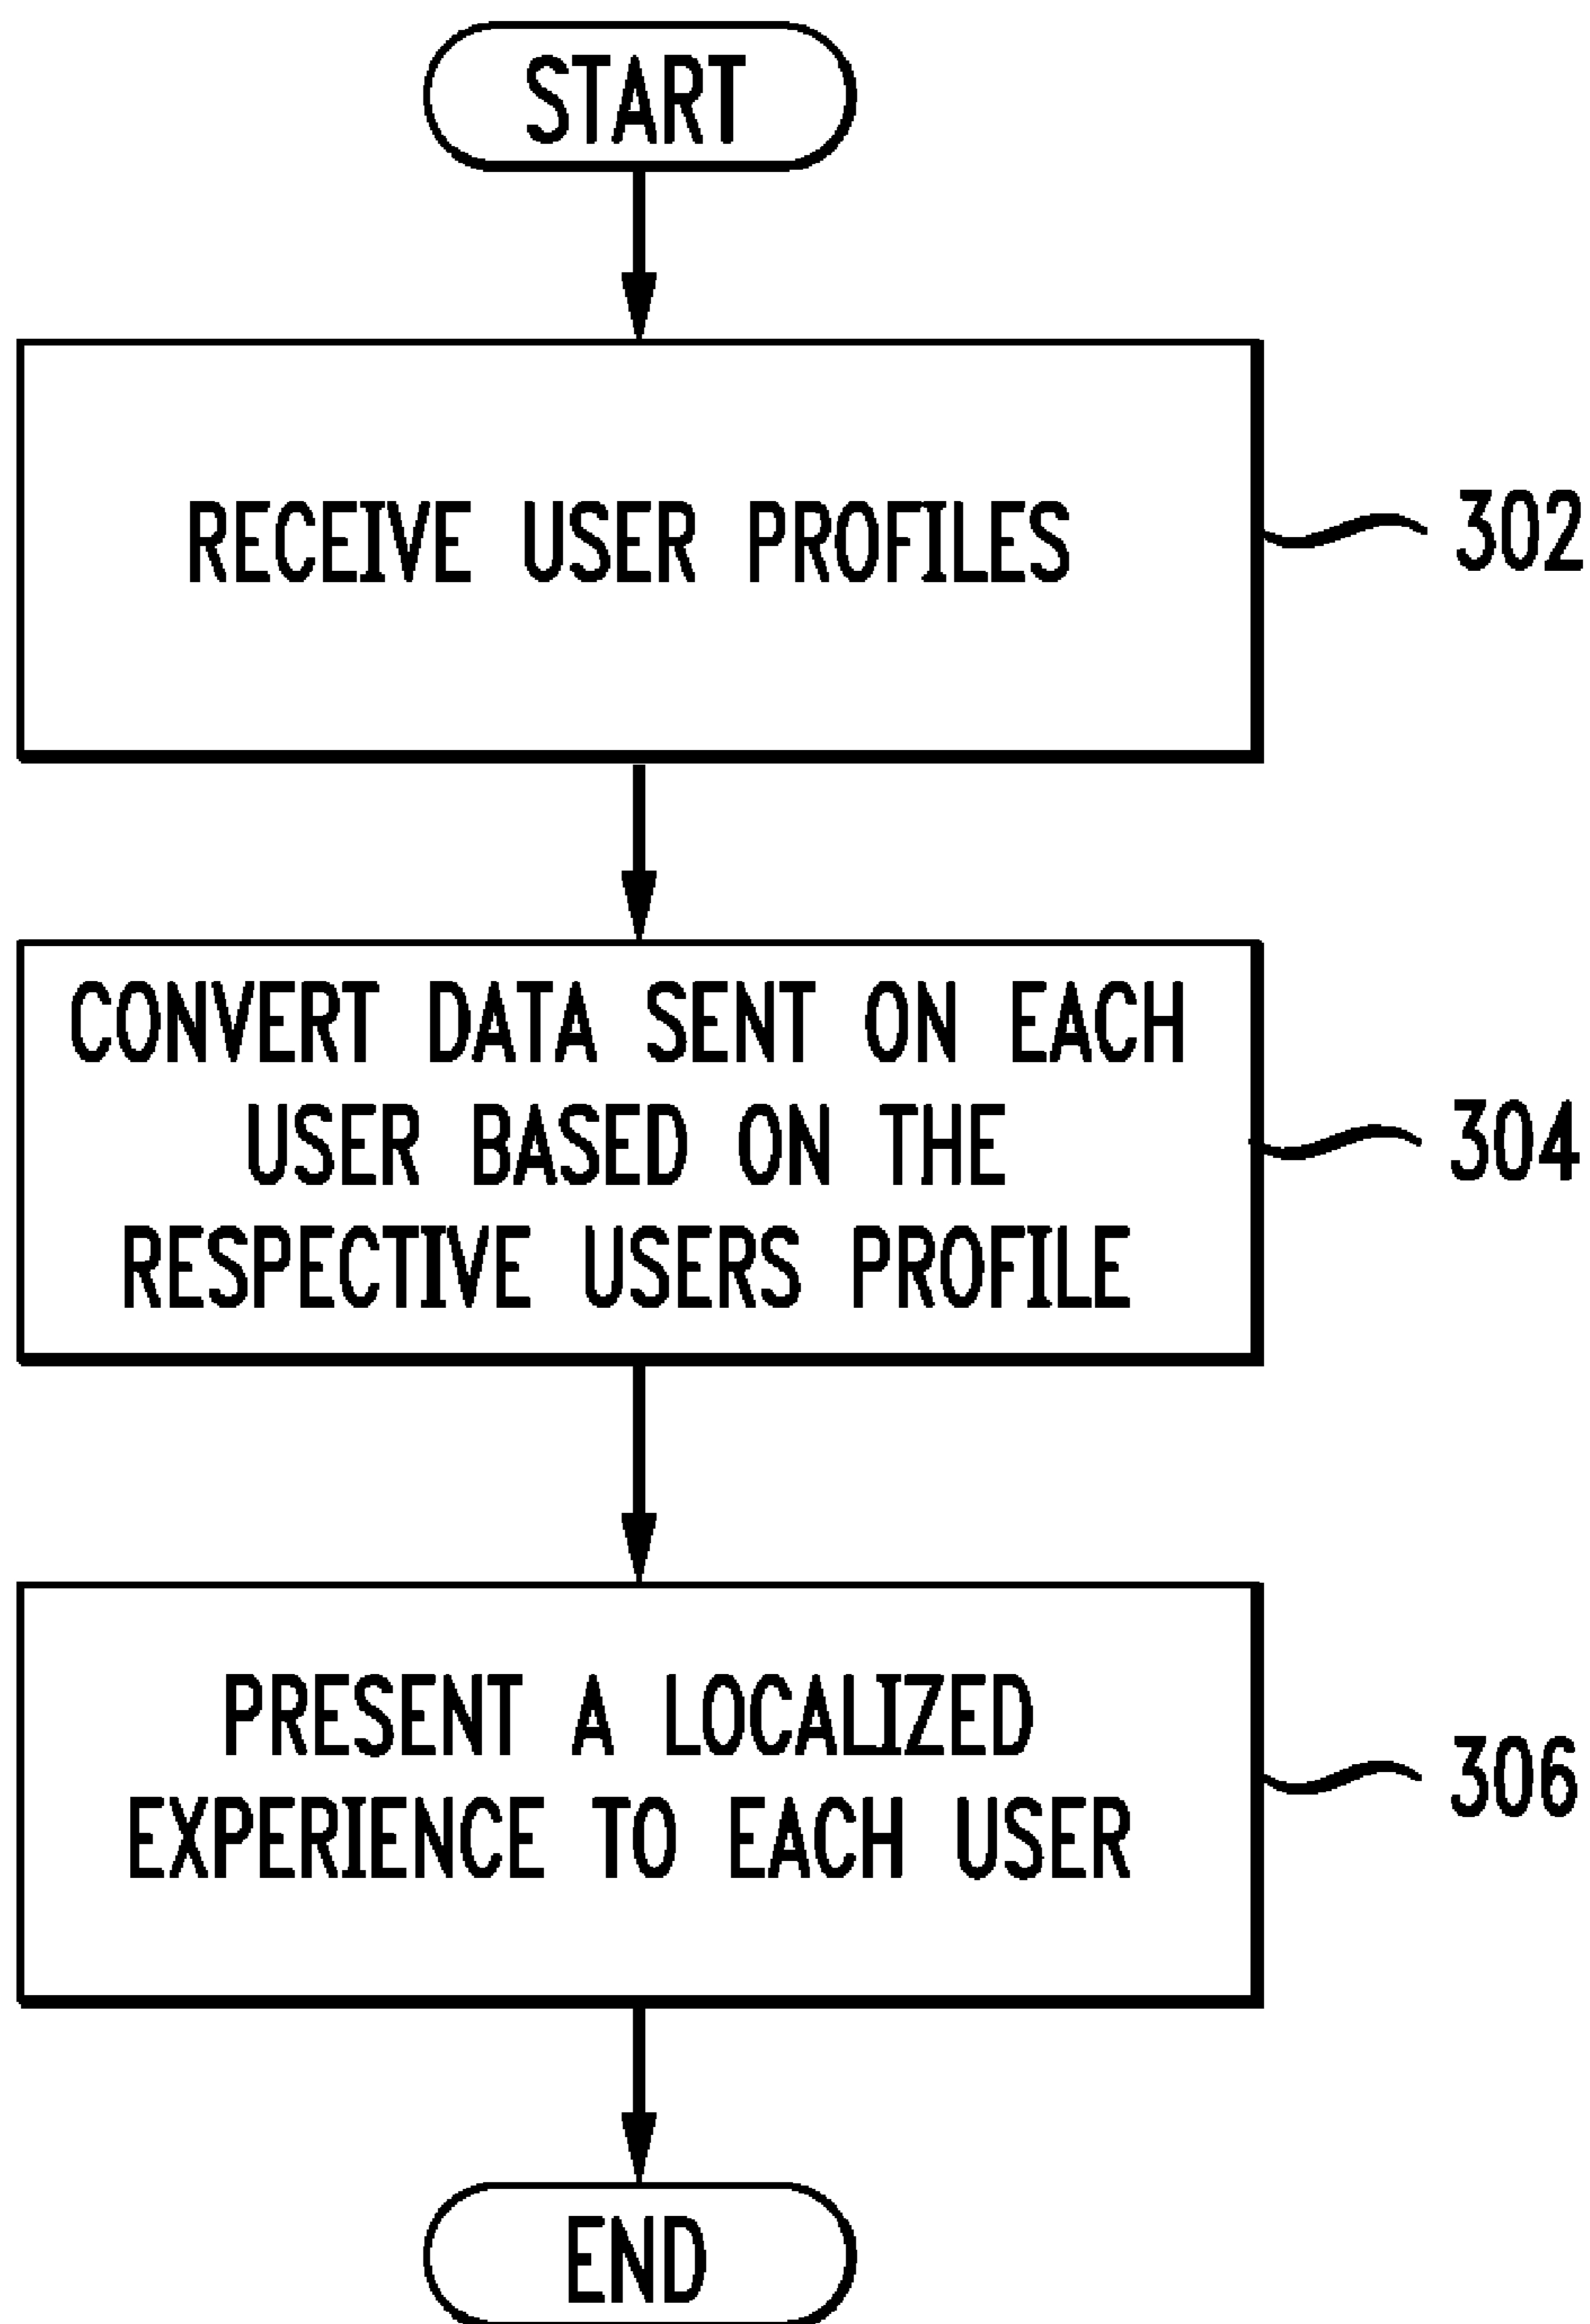 START
RECEIVE USER PROFILES
302
CONVERT DATA SENT ON EACH
USER BASED ON THE
RESPECTIVE USERS PROFILE
304
PRESENT A LOCALIZED
EXPERIENCE TO EACH USER
306
END